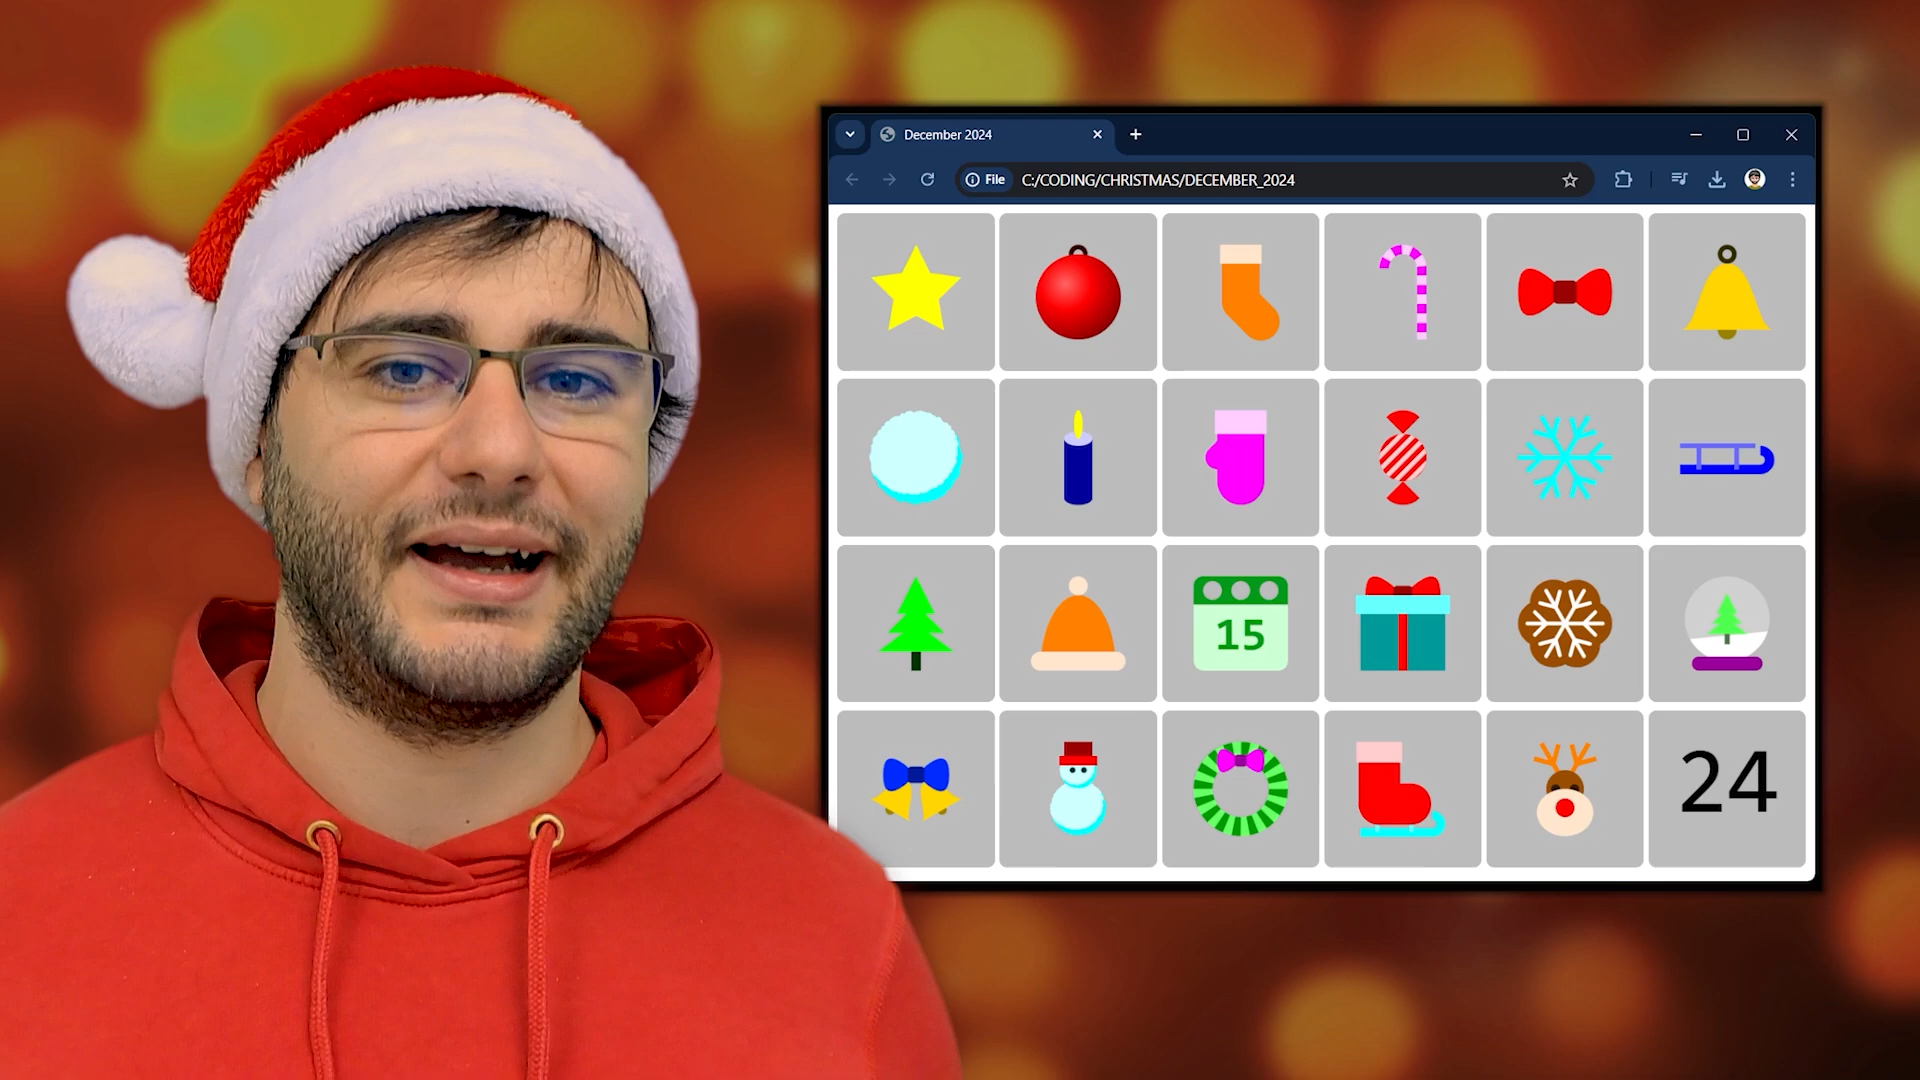 December 2024
File
C:/CODING/CHRISTMAS/DECEMBER_2024
15
24